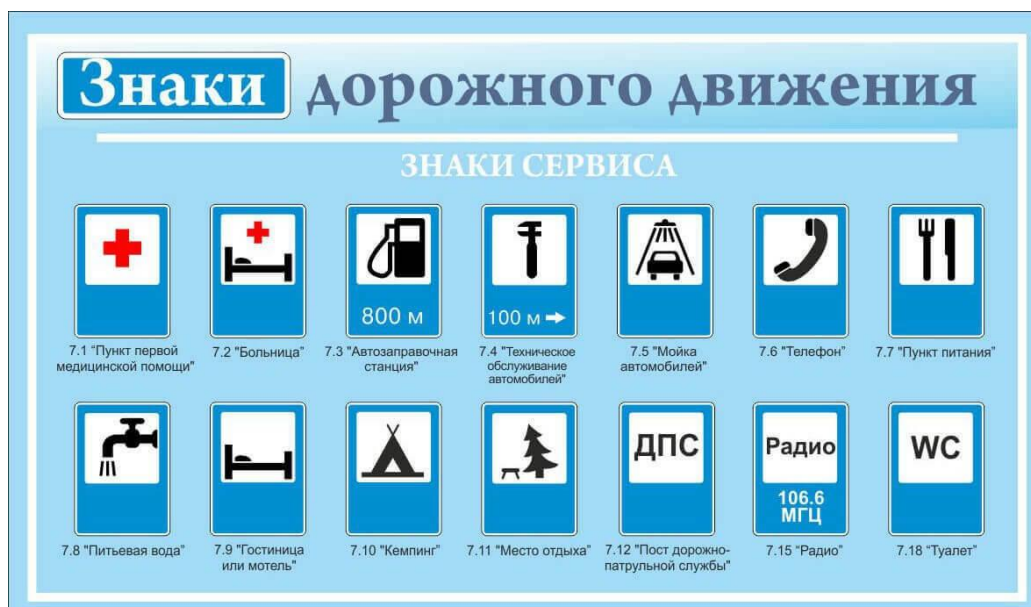 Знаки дорожного движения
ЗНАКИ СЕРВИСА
800 м
100 м
7.1 "Пункт первой
медицинской помощи"
7.2 "Больница"
7.3 "Автозаправочная
станция"
7.4 "Техническое
обслуживание
автомобилей"
7.5 "Мойка
автомобилей"
7.6 "Телефон"
7.7 "Пункт питания"
ДПС
Радио
106.6
МГЦ
WC
7.8 "Питьевая вода"
7.9 "Гостиница
или мотель"
7.10 "Кемпинг"
7.11 "Место отдыха"
7.12 "Пост дорожно-
патрульной службы"
7.15 "Радио"
7.18 "Туалет"